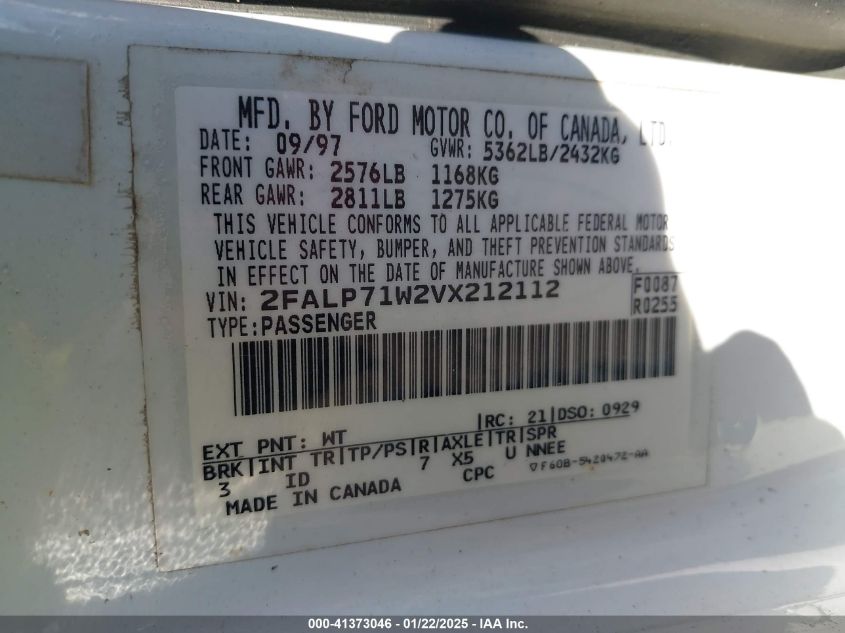 MFD. BY FORD MOTOR CO. OF CANADA, LTD.
DATE: 09/97 GVWR: 5362LB/2432KG
FRONT GAWR: 2576LB 1168KG
REAR GAWR: 2811LB 1275KG
THIS VEHICLE CONFORMS TO ALL APPLICABLE FEDERAL MOTOR
VEHICLE SAFETY, BUMPER, AND THEFT PREVENTION STANDARDS
IN EFFECT ON THE DATE OF MANUFACTURE SHOWN ABOVE.
VIN: 2FALP71W2VX212112 F0087
TYPE: PASSENGER R0255
EXT PNT: WT |RC: 21|DSO: 0929
BRK|INT TR|TP/PS|R|AXLE|TR|SPR
3 ID 7 X5 U NNEE
MADE IN CANADA CPC ▽F60B-5420472-AA
000-41373046 - 01/22/2025 - IAA Inc.